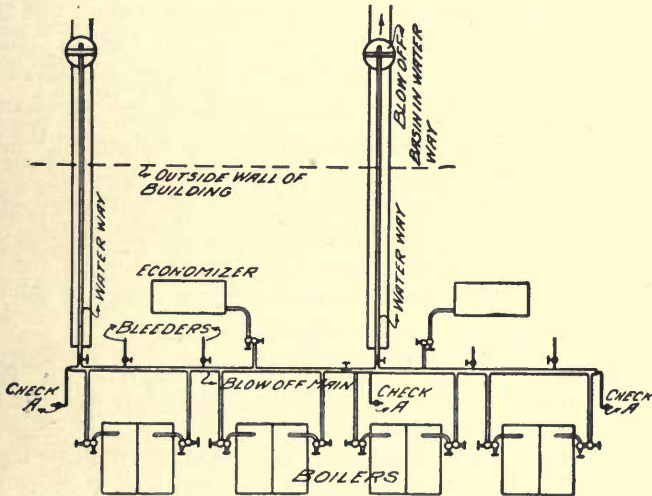 BLOW OFF
BASIN IN WATER
WAY
OUTSIDE WALL OF
BUILDING
WATER WAY
WATER WAY
ECONOMIZER
BLEEDERS
BLOW OFF MAIN
CHECK
A
CHECK
A
CHECK
A
BOILERS